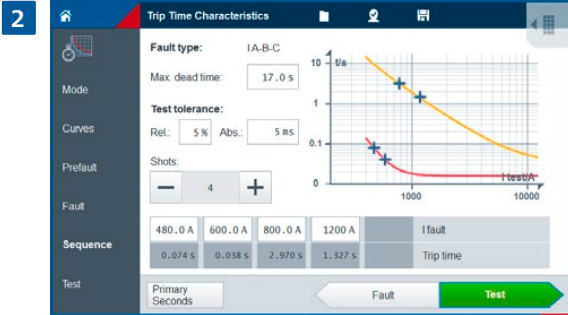 2
Trip Time Characteristics
Mode
Curves
Prefault
Fault
Sequence
Test
Fault type: IA-B-C
Max. dead time: 17.0 s
Test tolerance:
Rel.: 5 % Abs.: 5 ms
Shots:
4
10
t/s
1
0.1
0
I test/A
1000 10000
480.0 A 600.0 A 800.0 A 1200 A I fault
0.074 s 0.038 s 2.970 s 1.327 s Trip time
Primary
Seconds
Fault
Test